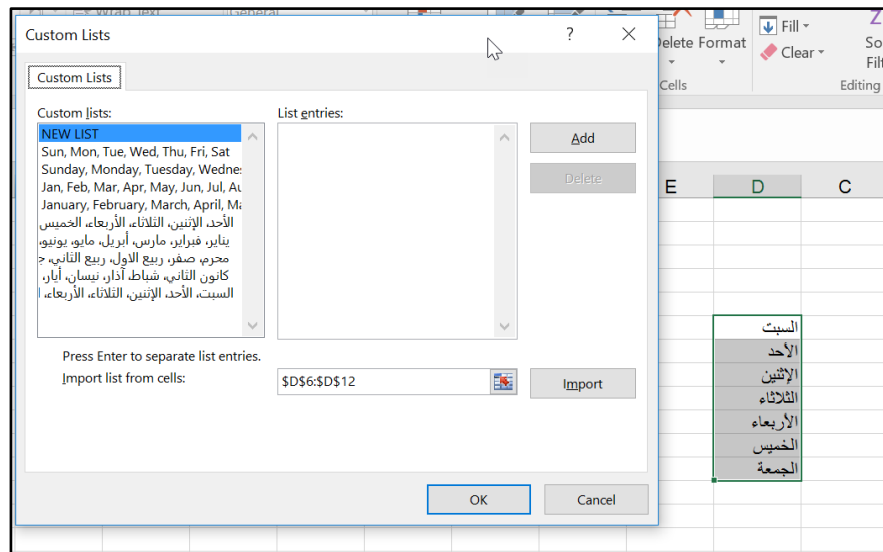 Wrap Text
General
Custom Lists
?
Delete Format
Fill
Clear
Cells
Editing
Custom Lists
Custom lists:
List entries:
NEW LIST
Sun, Mon, Tue, Wed, Thu, Fri, Sat
Sunday, Monday, Tuesday, Wedne
Jan, Feb, Mar, Apr, May, Jun, Jul, Au
January, February, March, April, Ma
الأحد، الإثنين، الثلاثاء، الأربعاء، الخميس
يناير، فبراير، مارس، أبريل، مايو، يونيو،
محرم، صفر، ربيع الاول، ربيع الثاني، ج
كانون الثاني، شباط، آذار، نيسان، أيار،
السبت، الأحد، الإثنين، الثلاثاء، الأربعاء، ا
Add
Delete
E D C
السبت
الأحد
الإثنين
الثلاثاء
الأربعاء
الخميس
الجمعة
Press Enter to separate list entries.
Import list from cells:
$D$6:$D$12
Import
OK
Cancel